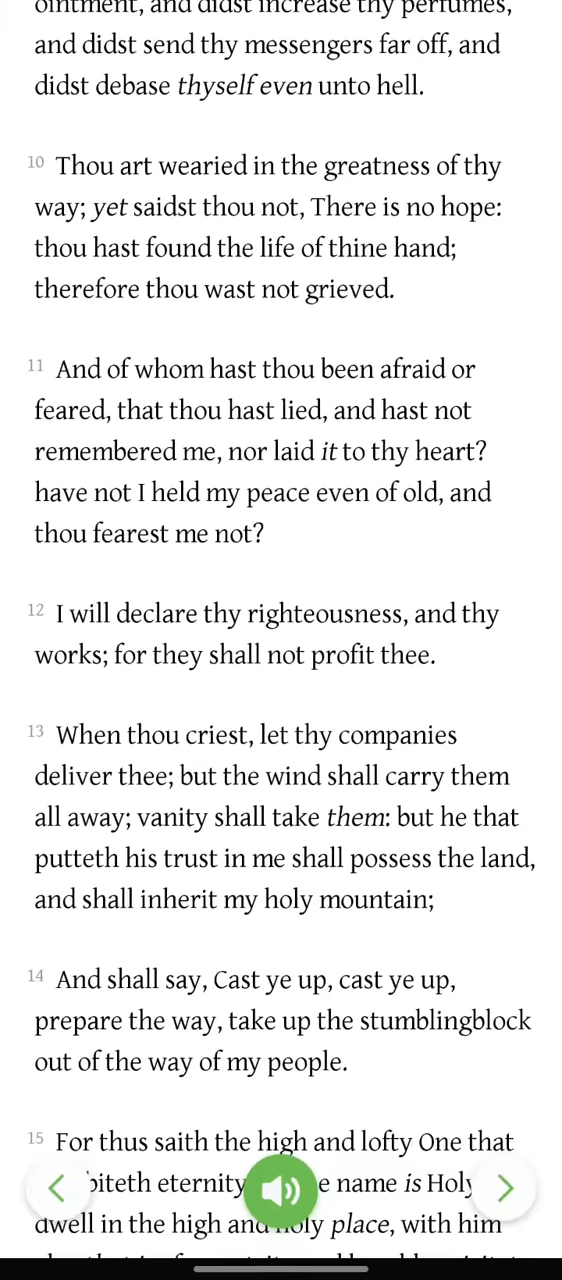 ointment, and didst increase thy perfumes,
and didst send thy messengers far off, and
didst debase thyself even unto hell.
10 Thou art wearied in the greatness of thy
way; yet saidst thou not, There is no hope:
thou hast found the life of thine hand;
therefore thou wast not grieved.
11 And of whom hast thou been afraid or
feared, that thou hast lied, and hast not
remembered me, nor laid it to thy heart?
have not I held my peace even of old, and
thou fearest me not?
12 I will declare thy righteousness, and thy
works; for they shall not profit thee.
13 When thou criest, let thy companies
deliver thee; but the wind shall carry them
all away; vanity shall take them: but he that
putteth his trust in me shall possess the land,
and shall inherit my holy mountain;
14 And shall say, Cast ye up, cast ye up,
prepare the way, take up the stumblingblock
out of the way of my people.
15 For thus saith the high and lofty One that
eternity name is Holy
dwell in the high and holy place, with him